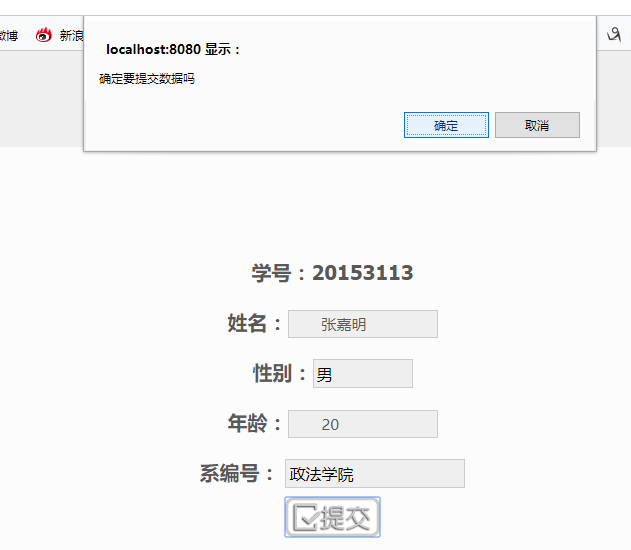 微博 新浪
localhost:8080 显示：
确定要提交数据吗
确定 取消
学号：20153113
姓名： 张嘉明
性别： 男
年龄： 20
系编号： 政法学院
提交